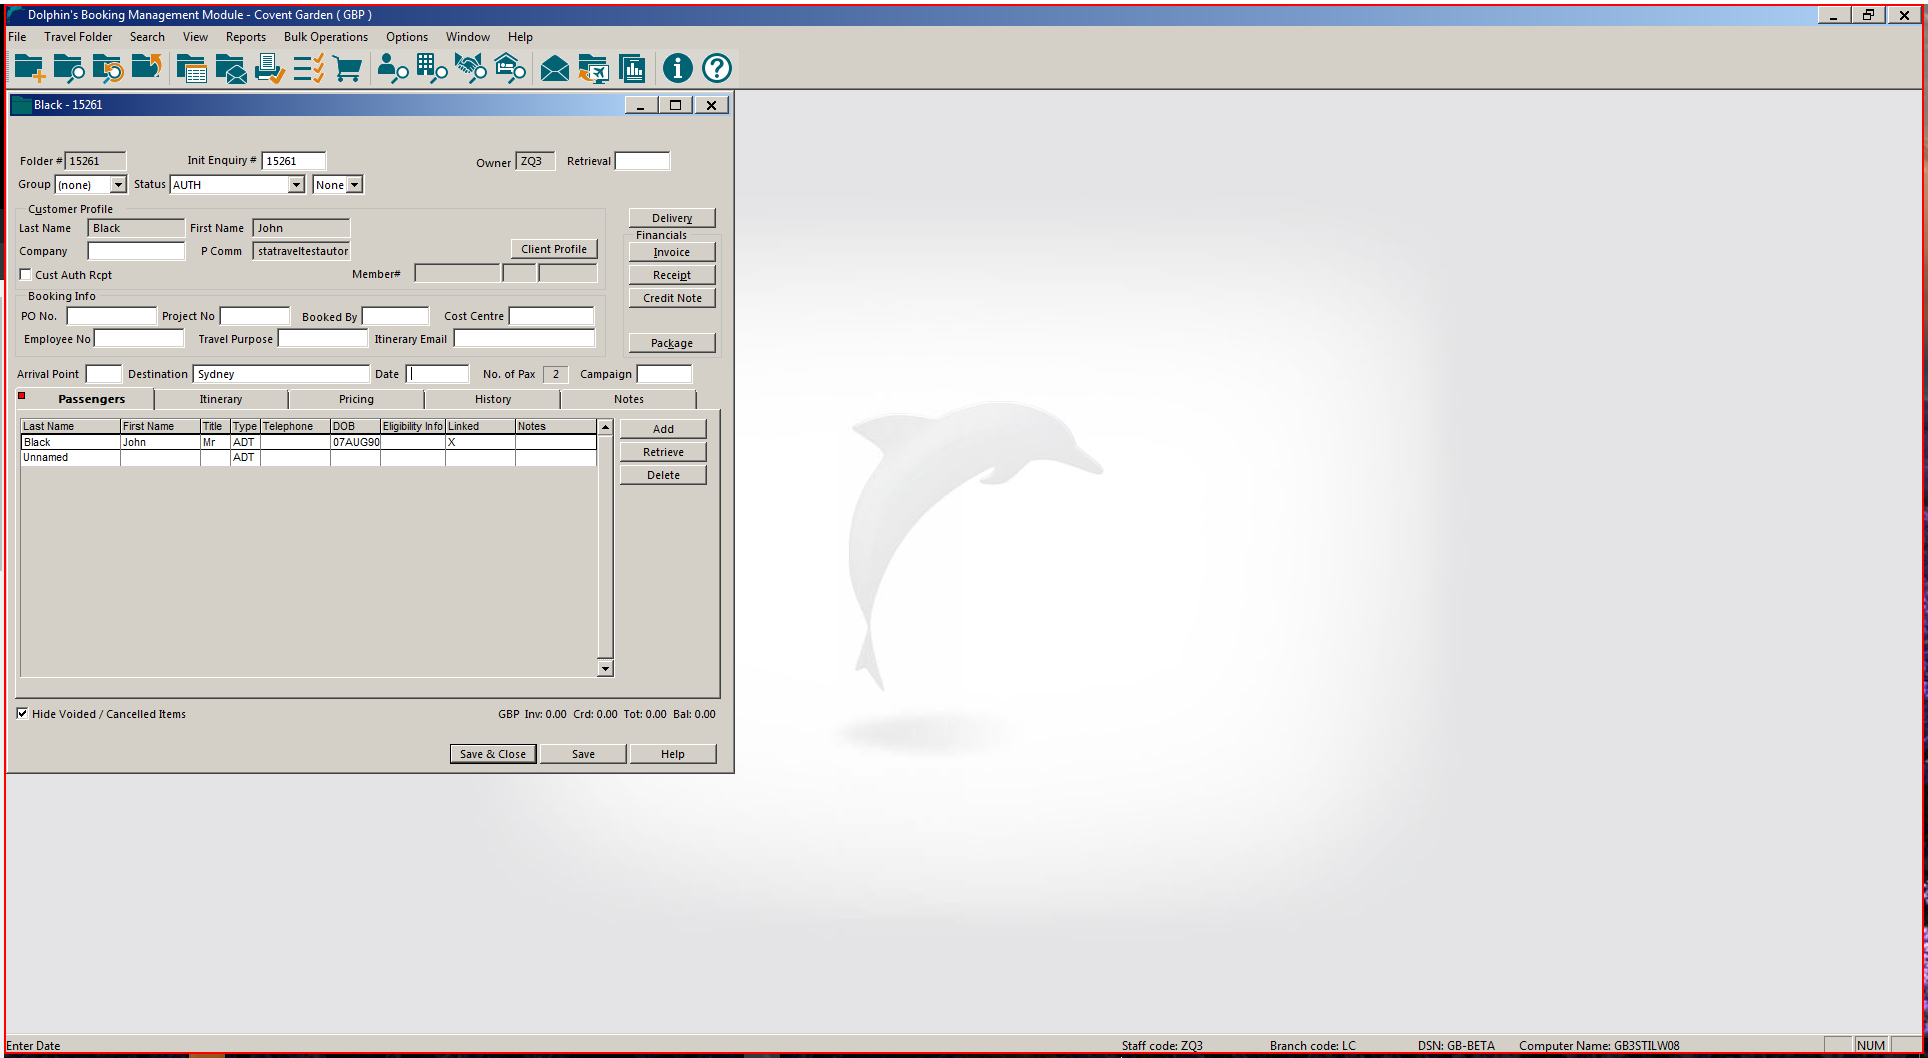 Dolphin's Booking Management Module - Covent Garden ( GBP )
File Travel Folder Search View Reports Bulk Operations Options Window Help
Black - 15261
Folder # 15261 Init Enquiry # 15261 Owner ZQ3 Retrieval
Group (none) Status AUTH None
Customer Profile
Last Name Black First Name John Delivery
Financials
Company P Comm statraveltestautor Client Profile Invoice
Cust Auth Rcpt Member# Receipt
Booking Info Credit Note
PO No. Project No Booked By Cost Centre
Employee No Travel Purpose Itinerary Email Package
Arrival Point Destination Sydney Date No. of Pax 2 Campaign
Passengers Itinerary Pricing History Notes
Last Name First Name Title Type Telephone DOB Eligibility Info Linked Notes Add
Black John Mr ADT 07AUG90 X
Unnamed ADT Retrieve
Delete
Hide Voided / Cancelled Items GBP Inv: 0.00 Crd: 0.00 Tot: 0.00 Bal: 0.00
Save & Close Save Help
Enter Date Staff code: ZQ3 Branch code: LC DSN: GB-BETA Computer Name: GB3STILW08 NUM